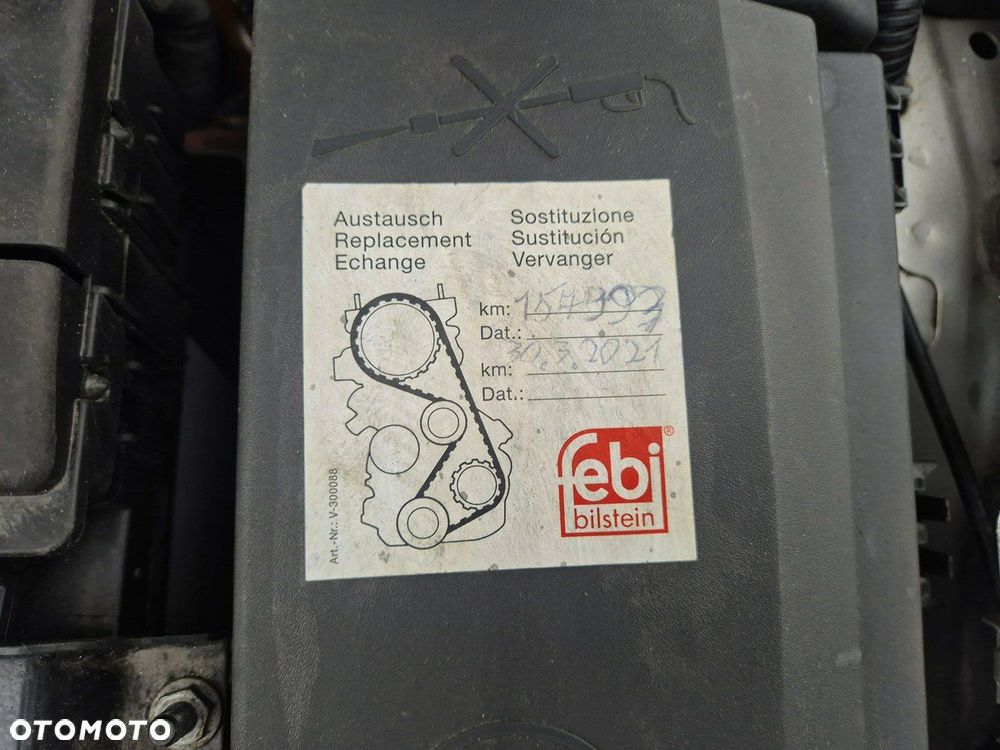 Austausch
Replacement
Echange
Sostituzione
Sustitución
Vervanger
km: 154
Dat.: 30.3.2021
km:
Dat.:
Art.-Nr.: V-300088
febi®
bilstein
OTOMOTO